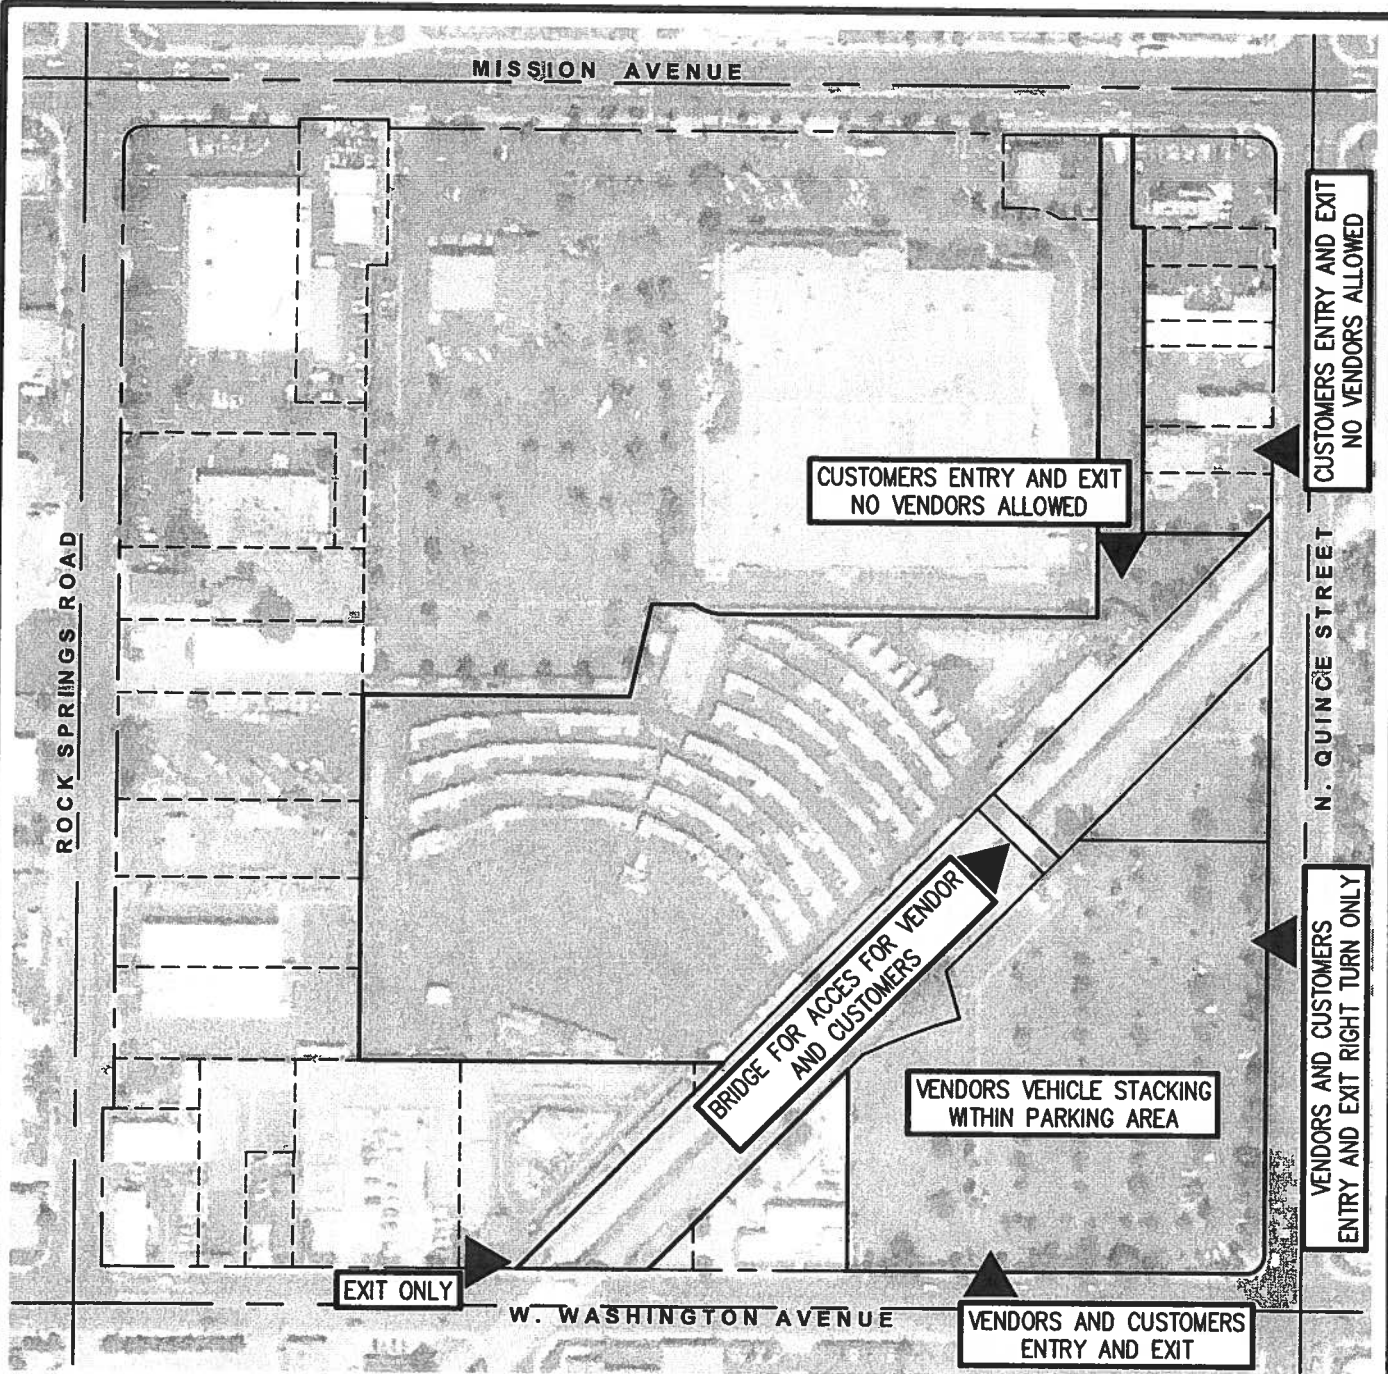 MISSION AVENUE
CUSTOMERS ENTRY AND EXIT
NO VENDORS ALLOWED
CUSTOMERS ENTRY AND EXIT
NO VENDORS ALLOWED
ROCK SPRINGS ROAD
N. QUINCE STREET
BRIDGE FOR ACCES FOR VENDOR
AND CUSTOMERS
VENDORS AND CUSTOMERS
ENTRY AND EXIT RIGHT TURN ONLY
VENDORS VEHICLE STACKING
WITHIN PARKING AREA
EXIT ONLY
W. WASHINGTON AVENUE
VENDORS AND CUSTOMERS
ENTRY AND EXIT